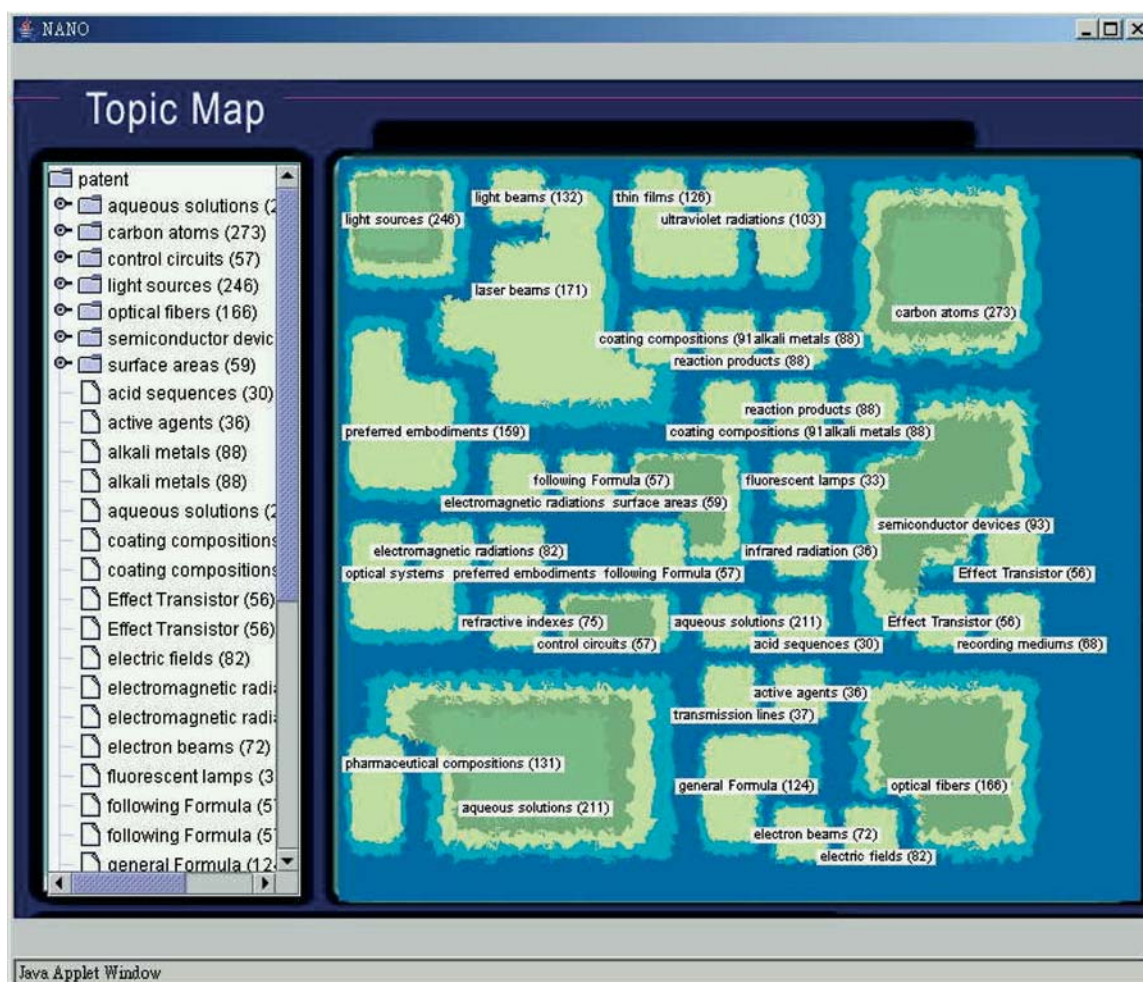 NANO
Topic Map
patent
aqueous solutions (2
carbon atoms (273)
control circuits (57)
light sources (246)
optical fibers (166)
semiconductor devic
surface areas (59)
acid sequences (30)
active agents (36)
alkali metals (88)
alkali metals (88)
aqueous solutions (2
coating compositions
coating compositions
Effect Transistor (56)
Effect Transistor (56)
electric fields (82)
electromagnetic radia
electromagnetic radia
electron beams (72)
fluorescent lamps (3
following Formula (57
following Formula (57
general Formula (124
light beams (132) thin films (126)
light sources (246) ultraviolet radiations (103)
laser beams (171)
carbon atoms (273)
coating compositions (91 alkali metals (88)
reaction products (88)
reaction products (88)
preferred embodiments (159) coating compositions (91 alkali metals (88)
following Formula (57) fluorescent lamps (33)
electromagnetic radiations surface areas (59)
semiconductor devices (93)
electromagnetic radiations (82) infrared radiation (36)
optical systems preferred embodiments following Formula (57) Effect Transistor (56)
refractive indexes (75) aqueous solutions (211) Effect Transistor (56)
control circuits (57) acid sequences (30) recording mediums (68)
active agents (36)
transmission lines (37)
pharmaceutical compositions (131)
general Formula (124) optical fibers (166)
aqueous solutions (211)
electron beams (72)
electric fields (82)
Java Applet Window